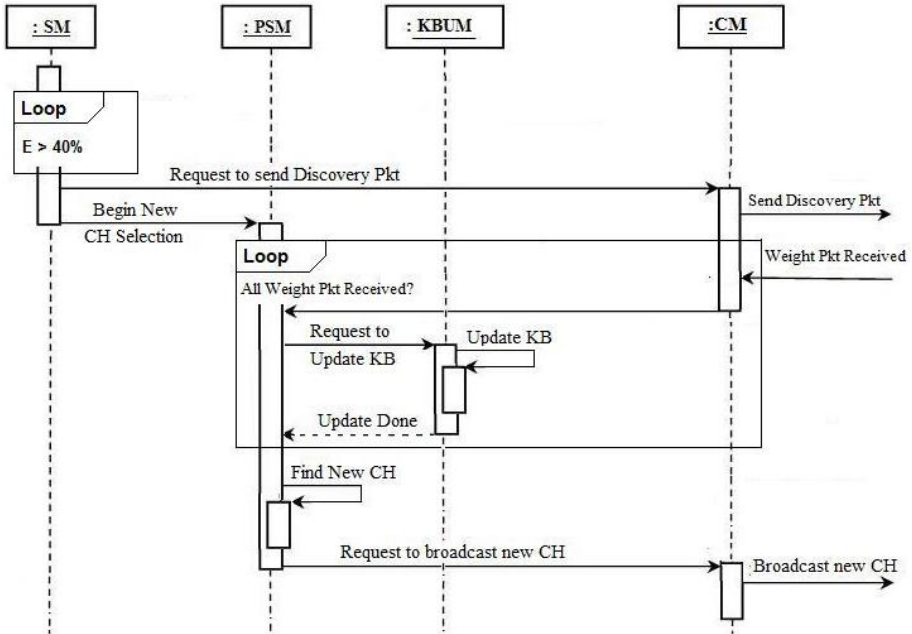 : SM
: PSM
: KBUM
:CM
Loop
E > 40%
Request to send Discovery Pkt
Send Discovery Pkt
Begin New
CH Selection
Loop
Weight Pkt Received
All Weight Pkt Received?
Request to
Update KB
Update KB
Update Done
Find New CH
Request to broadcast new CH
Broadcast new CH